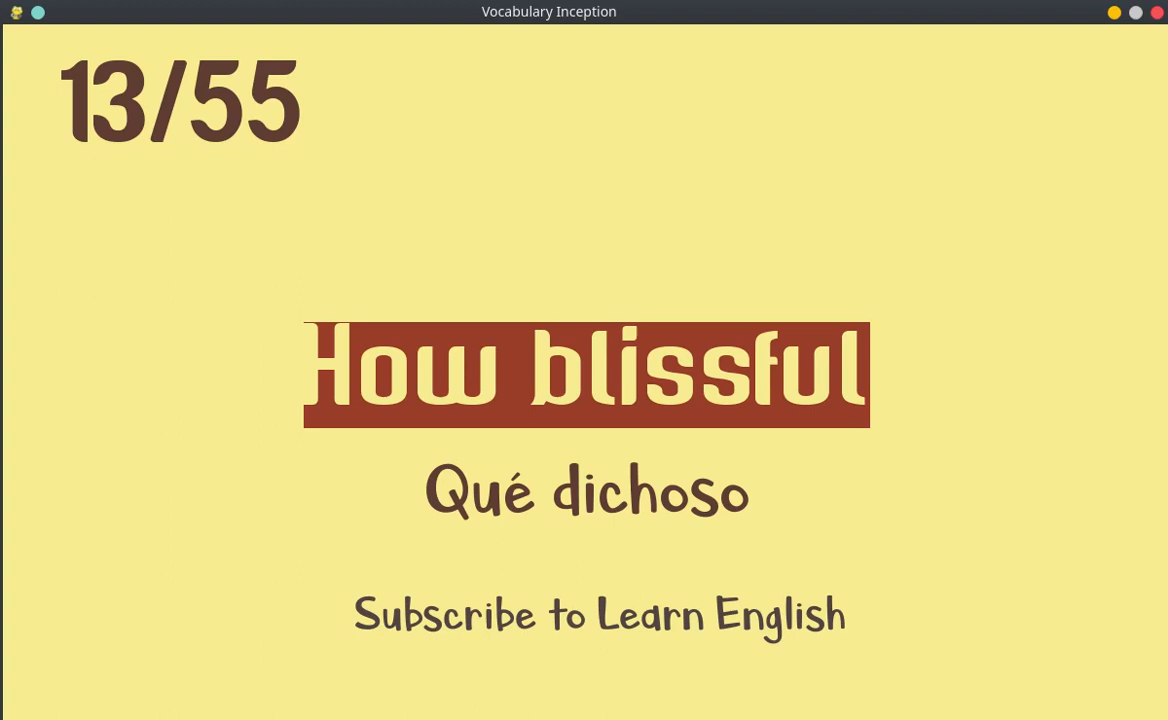 Vocabulary Inception
13/55
How blissful
Qué dichoso
Subscribe to Learn English